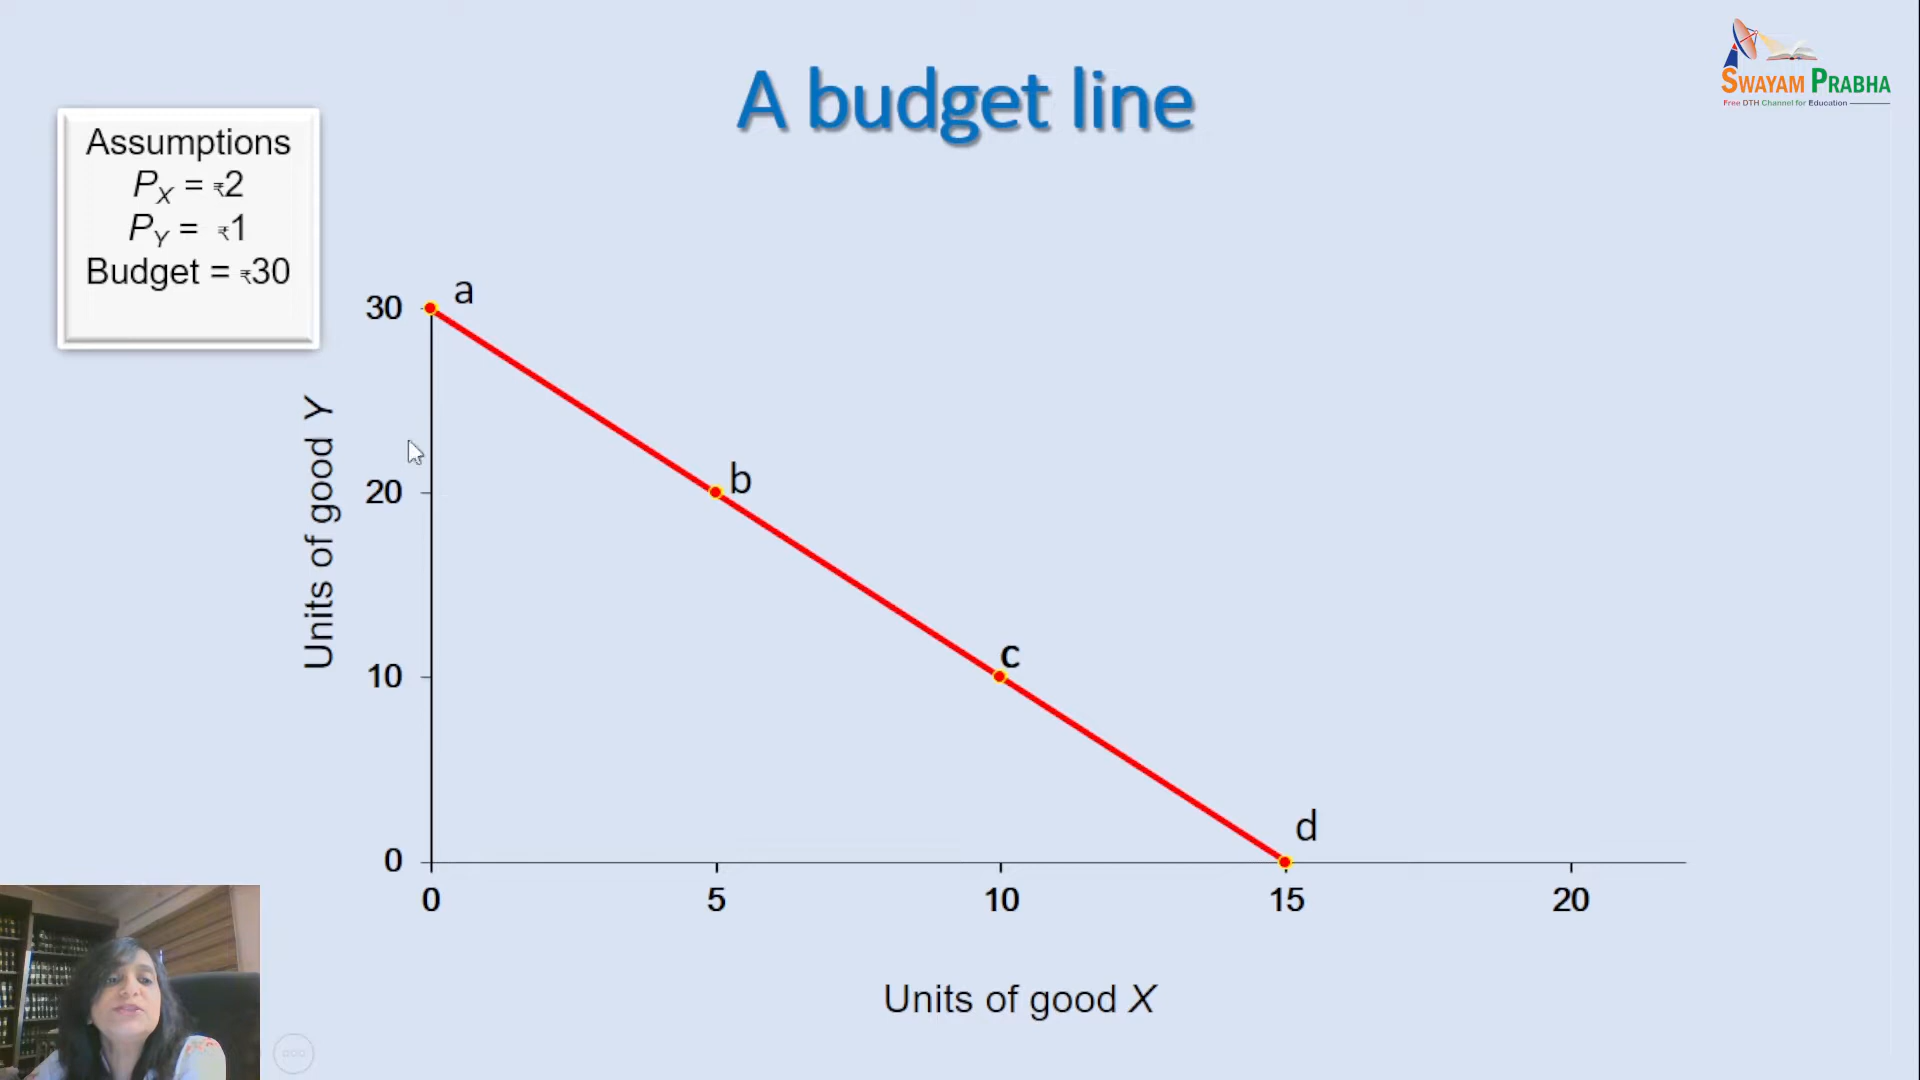 SWAYAM PRABHA
Free DTH Channel for Education
A budget line
Assumptions
PX = ₹2
PY = ₹1
Budget = ₹30
a
30
b
20
c
10
d
0
0 5 10 15 20
Units of good Y
Units of good X